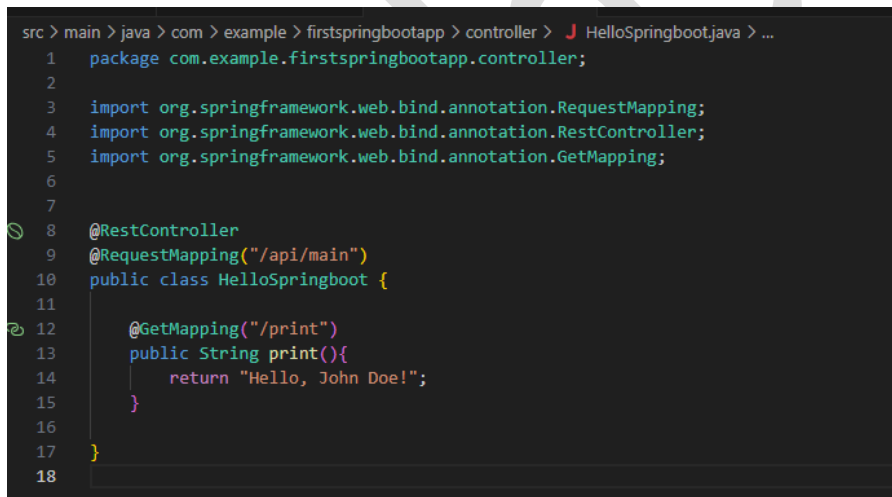 src > main > java > com > example > firstspringbootapp > controller > J HelloSpringboot.java > ...
1 package com.example.firstspringbootapp.controller;
2
3 import org.springframework.web.bind.annotation.RequestMapping;
4 import org.springframework.web.bind.annotation.RestController;
5 import org.springframework.web.bind.annotation.GetMapping;
6
7
8 @RestController
9 @RequestMapping("/api/main")
10 public class HelloSpringboot {
11
12 @GetMapping("/print")
13 public String print(){
14 return "Hello, John Doe!";
15 }
16
17 }
18